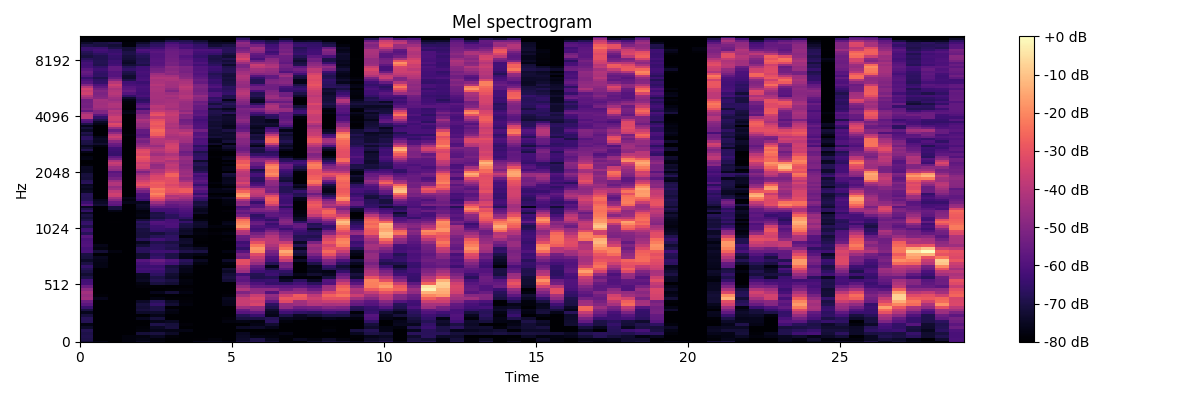 Mel spectrogram
8192
4096
2048
1024
512
0
Hz
0 5 10 15 20 25
Time
+0 dB
-10 dB
-20 dB
-30 dB
-40 dB
-50 dB
-60 dB
-70 dB
-80 dB